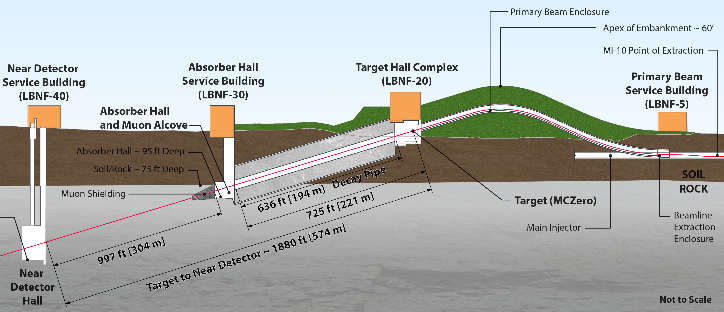 Primary Beam Enclosure
Apex of Embankment ~ 60'
MI-10 Point of Extraction
Near Detector
Service Building
(LBNF-40)
Absorber Hall
Service Building
(LBNF-30)
Target Hall Complex
(LBNF-20)
Primary Beam
Service Building
(LBNF-5)
Absorber Hall
and Muon Alcove
Absorber Hall ~ 95 ft Deep
Soil/Rock ~ 75 ft Deep
Muon Shielding
636 ft [194 m] Decay Pipe
725 ft [221 m]
997 ft [304 m]
Target to Near Detector ~ 1880 ft [574 m]
Target (MCZero)
Main Injector
SOIL
ROCK
Beamline
Extraction
Enclosure
Near
Detector
Hall
Not to Scale